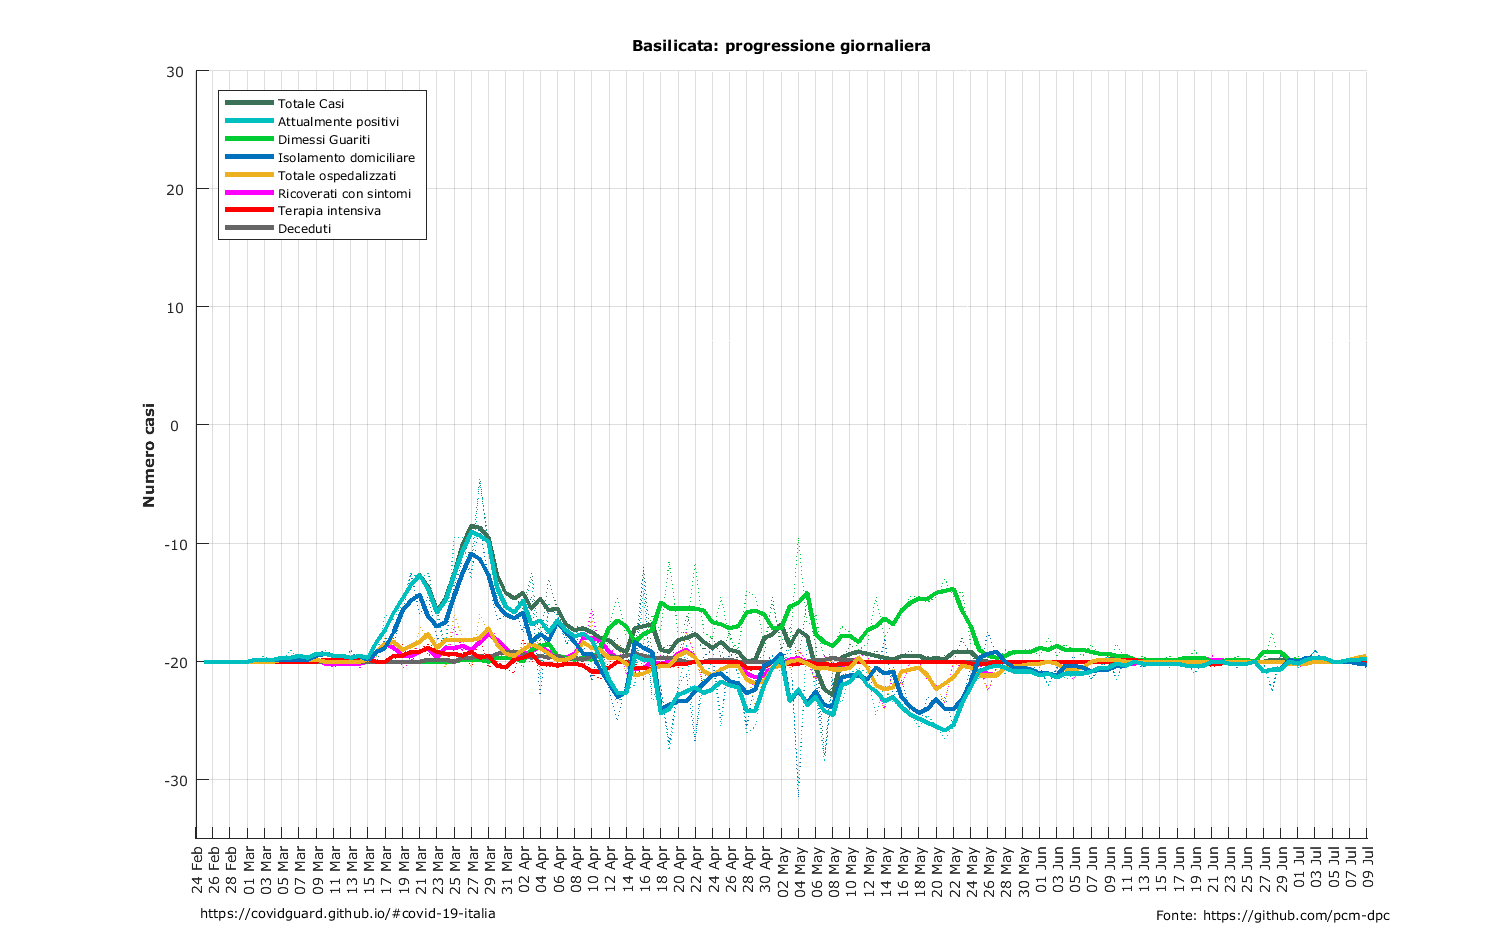 Basilicata: progressione giornaliera
30
20
10
0
-10
-20
-30
Numero casi
Totale Casi
Attualmente positivi
Dimessi Guariti
Isolamento domiciliare
Totale ospedalizzati
Ricoverati con sintomi
Terapia intensiva
Deceduti
24 Feb
26 Feb
28 Feb
01 Mar
03 Mar
05 Mar
07 Mar
09 Mar
11 Mar
13 Mar
15 Mar
17 Mar
19 Mar
21 Mar
23 Mar
25 Mar
27 Mar
29 Mar
31 Mar
02 Apr
04 Apr
06 Apr
08 Apr
10 Apr
12 Apr
14 Apr
16 Apr
18 Apr
20 Apr
22 Apr
24 Apr
26 Apr
28 Apr
30 Apr
02 May
04 May
06 May
08 May
10 May
12 May
14 May
16 May
18 May
20 May
22 May
24 May
26 May
28 May
30 May
01 Jun
03 Jun
05 Jun
07 Jun
09 Jun
11 Jun
13 Jun
15 Jun
17 Jun
19 Jun
21 Jun
23 Jun
25 Jun
27 Jun
29 Jun
01 Jul
03 Jul
05 Jul
07 Jul
09 Jul
https://covidguard.github.io/#covid-19-italia
Fonte: https://github.com/pcm-dpc